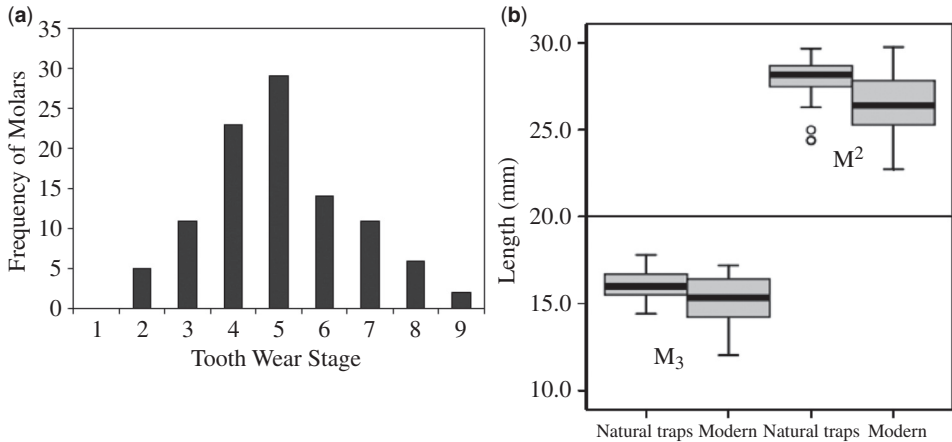 (a)
35
30
25
20
15
10
5
0
Frequency of Molars
1 2 3 4 5 6 7 8 9
Tooth Wear Stage
(b)
30.0
25.0
20.0
15.0
10.0
Length (mm)
M²
M₃
Natural traps Modern Natural traps Modern